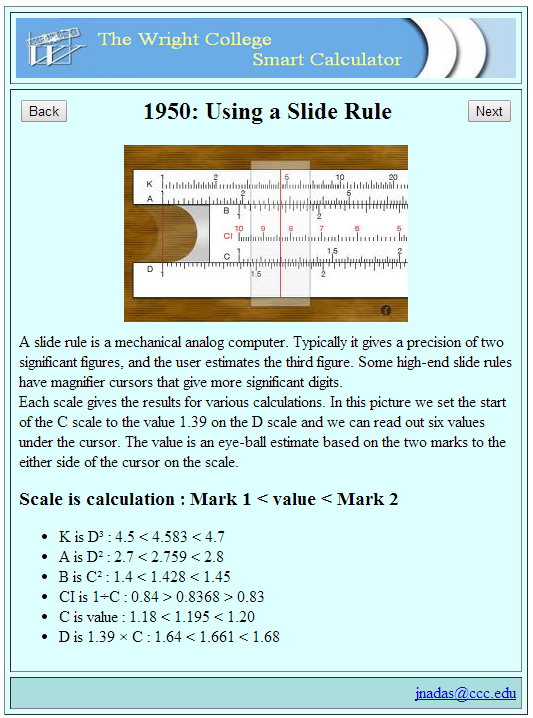 The Wright College
Smart Calculator
Back
1950: Using a Slide Rule
Next
K 1 2 5 10 20
A 1 2
B 1 2
CI 10 9 8 7 6 5
C 1 1.5 2
D 1 1.5 2
A slide rule is a mechanical analog computer. Typically it gives a precision of two
significant figures, and the user estimates the third figure. Some high-end slide rules
have magnifier cursors that give more significant digits.
Each scale gives the results for various calculations. In this picture we set the start
of the C scale to the value 1.39 on the D scale and we can read out six values
under the cursor. The value is an eye-ball estimate based on the two marks to the
either side of the cursor on the scale.
Scale is calculation : Mark 1 < value < Mark 2
• K is D³ : 4.5 < 4.583 < 4.7
• A is D² : 2.7 < 2.759 < 2.8
• B is C² : 1.4 < 1.428 < 1.45
• CI is 1÷C : 0.84 > 0.8368 > 0.83
• C is value : 1.18 < 1.195 < 1.20
• D is 1.39 × C : 1.64 < 1.661 < 1.68
jnadas@ccc.edu